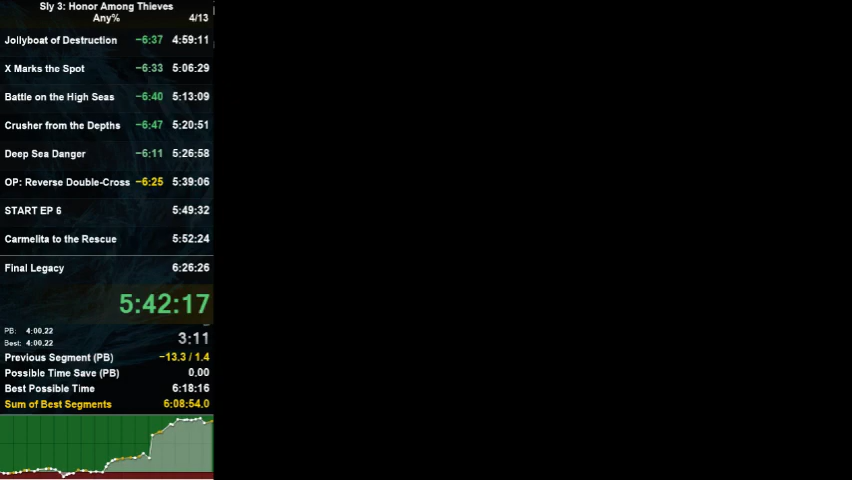 Sly 3: Honor Among Thieves
Any% 4/13
Jollyboat of Destruction −6:37 4:59:11
X Marks the Spot −6:33 5:06:29
Battle on the High Seas −6:40 5:13:09
Crusher from the Depths −6:47 5:20:51
Deep Sea Danger −6:11 5:26:58
OP: Reverse Double-Cross −6:25 5:39:06
START EP 6 5:49:32
Carmelita to the Rescue 5:52:24
Final Legacy 6:26:26
5:42:17
PB: 4:00.22
Best: 4:00.22
3:11
Previous Segment (PB) −13.3 / 1.4
Possible Time Save (PB) 0.00
Best Possible Time 6:18:16
Sum of Best Segments 6:08:54.0